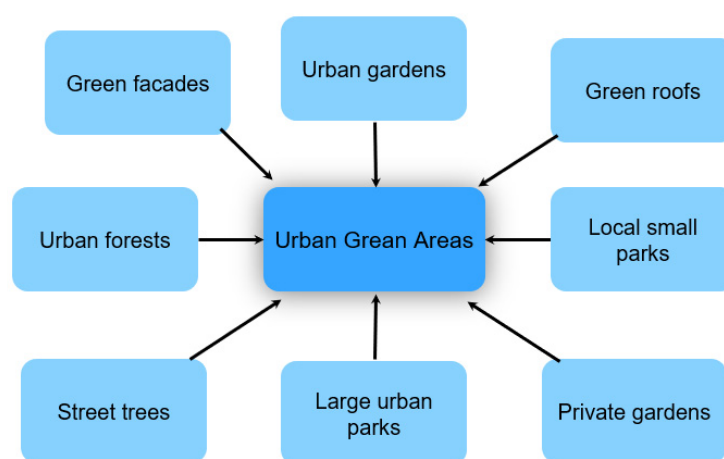 Green facades
Urban gardens
Green roofs
Urban forests
Urban Grean Areas
Local small
parks
Street trees
Large urban
parks
Private gardens